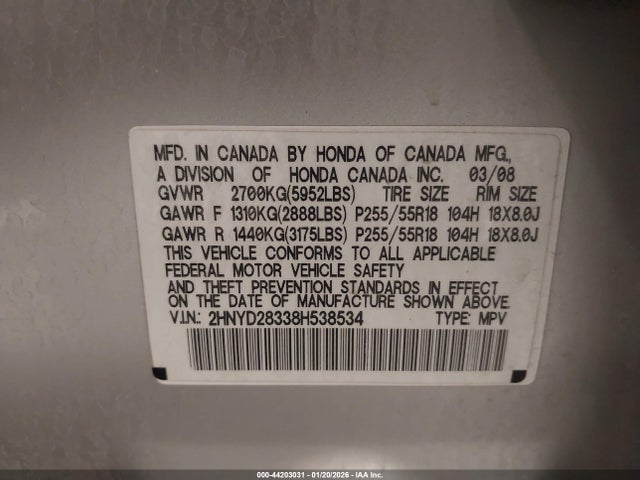 MFD. IN CANADA BY HONDA OF CANADA MFG.,
A DIVISION OF HONDA CANADA INC. 03/08
GVWR 2700KG(5952LBS) TIRE SIZE RIM SIZE
GAWR F 1310KG(2888LBS) P255/55R18 104H 18X8.0J
GAWR R 1440KG(3175LBS) P255/55R18 104H 18X8.0J
THIS VEHICLE CONFORMS TO ALL APPLICABLE
FEDERAL MOTOR VEHICLE SAFETY
AND THEFT PREVENTION STANDARDS IN EFFECT
ON THE DATE OF MANUFACTURE SHOWN ABOVE.
V.I.N.: 2HNYD28338H538534 TYPE: MPV
000-44203031 - 01/20/2026 - IAA Inc.